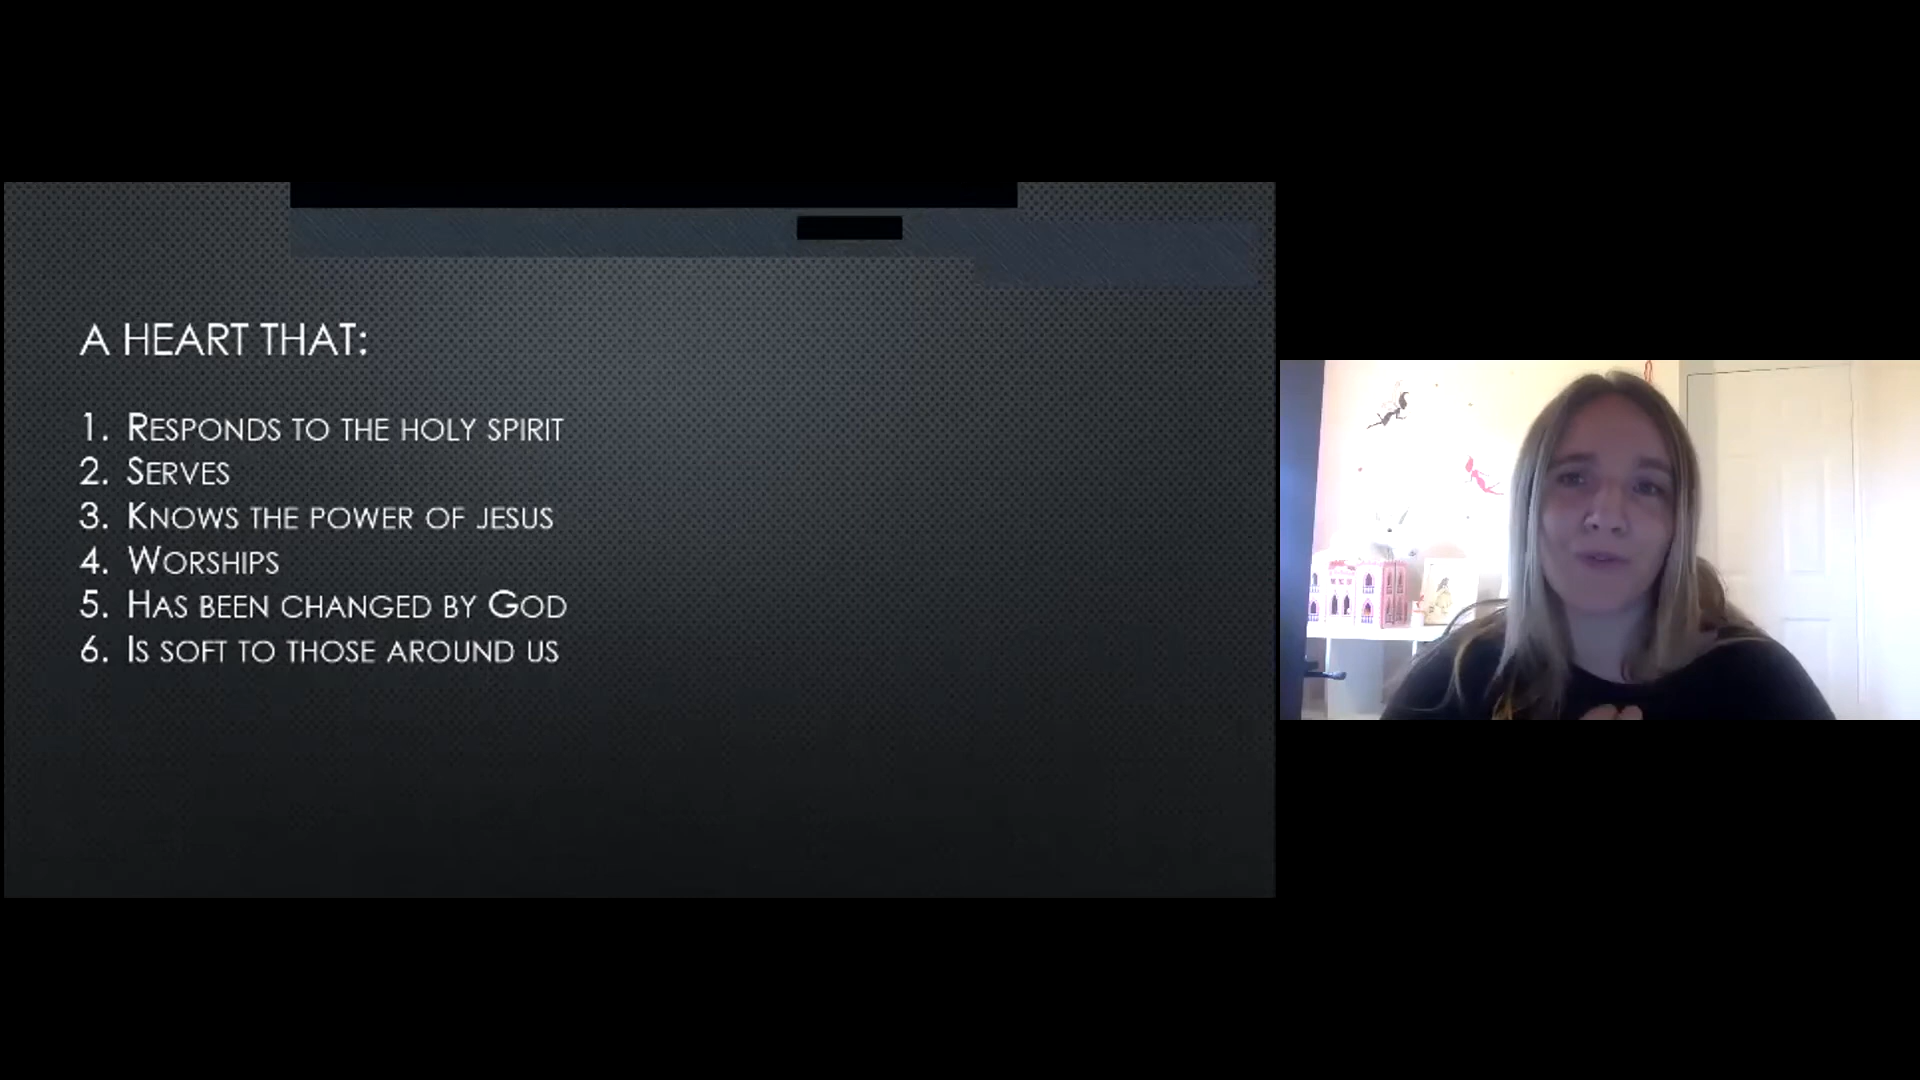 A HEART THAT:
1. RESPONDS TO THE HOLY SPIRIT
2. SERVES
3. KNOWS THE POWER OF JESUS
4. WORSHIPS
5. HAS BEEN CHANGED BY GOD
6. IS SOFT TO THOSE AROUND US